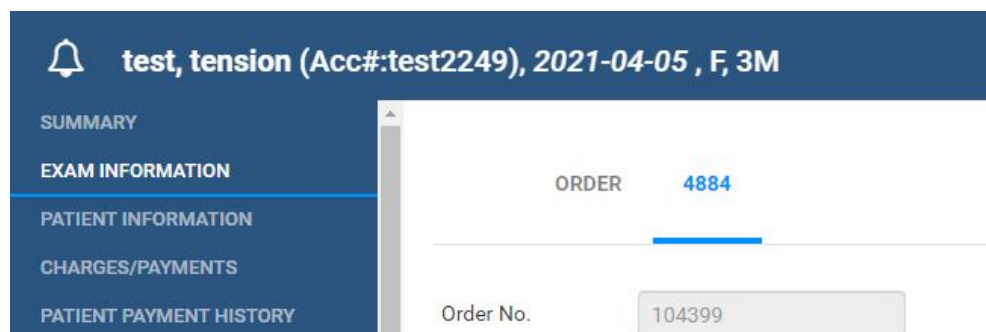 test, tension (Acc#:test2249), 2021-04-05 , F, 3M
SUMMARY
EXAM INFORMATION
PATIENT INFORMATION
CHARGES/PAYMENTS
PATIENT PAYMENT HISTORY
ORDER 4884
Order No. 104399